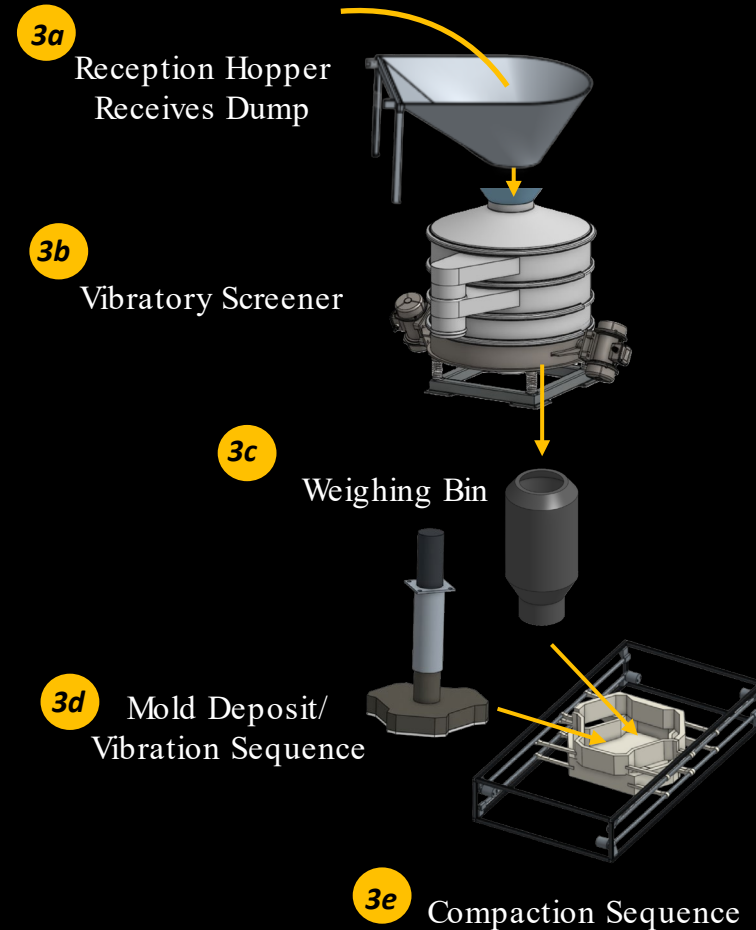 3a
Reception Hopper
Receives Dump
3b
Vibratory Screener
3c
Weighing Bin
3d
Mold Deposit/
Vibration Sequence
3e
Compaction Sequence